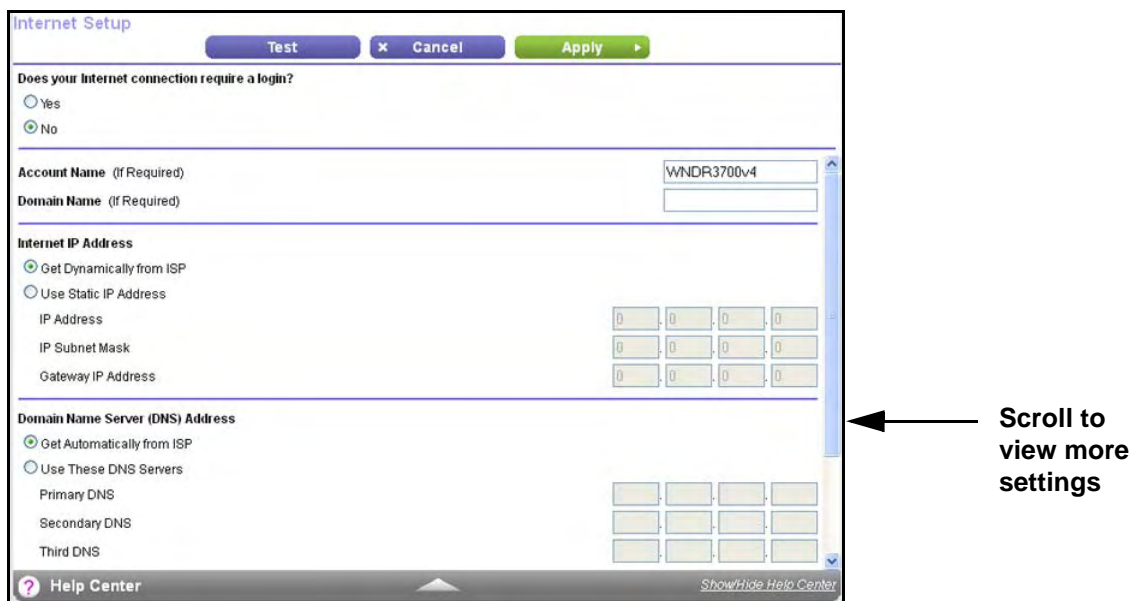 Internet Setup
Test
× Cancel
Apply
Does your Internet connection require a login?
Yes
No
Account Name (If Required)
WNDR3700v4
Domain Name (If Required)
Internet IP Address
Get Dynamically from ISP
Use Static IP Address
IP Address 0 . 0 . 0 . 0
IP Subnet Mask 0 . 0 . 0 . 0
Gateway IP Address 0 . 0 . 0 . 0
Domain Name Server (DNS) Address
Get Automatically from ISP
Use These DNS Servers
Primary DNS . . .
Secondary DNS . . .
Third DNS . . .
? Help Center
Show/Hide Help Center
Scroll to
view more
settings